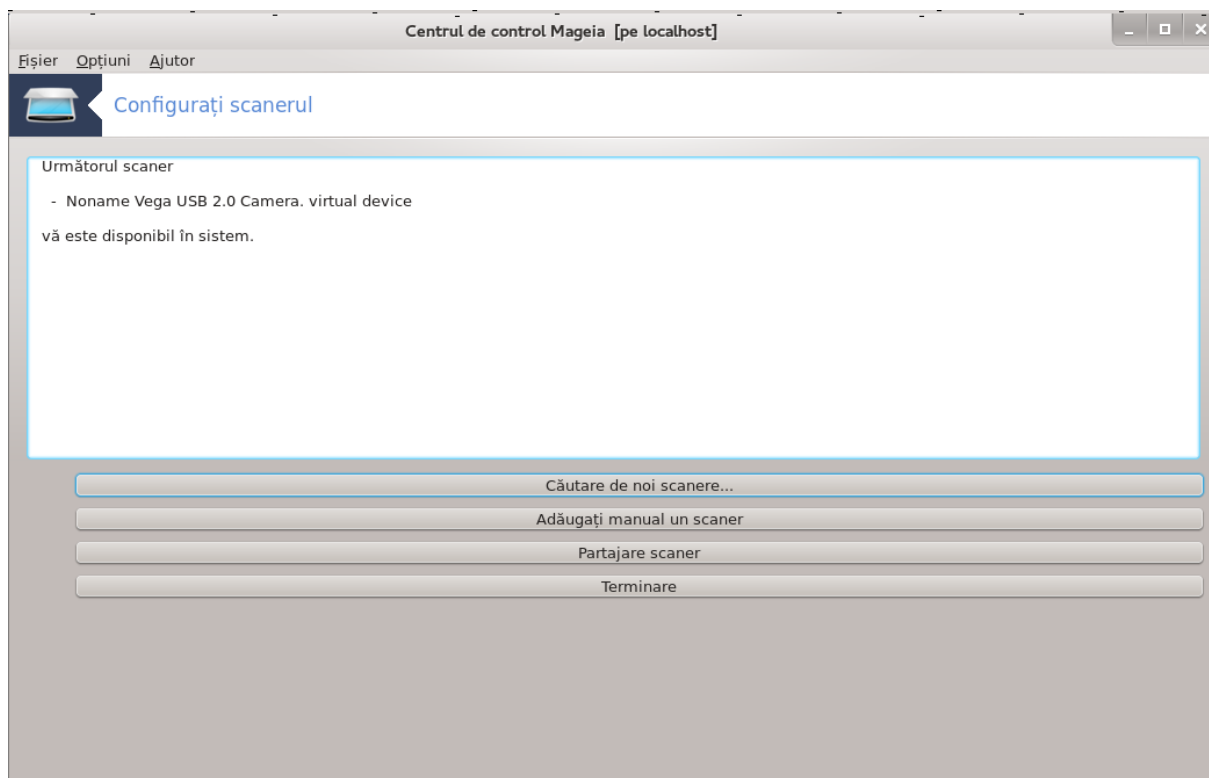 Centrul de control Mageia [pe localhost]
Fișier Opțiuni Ajutor
Configurați scanerul
Următorul scaner
- Noname Vega USB 2.0 Camera. virtual device
vă este disponibil în sistem.
Căutare de noi scanere...
Adăugați manual un scaner
Partajare scaner
Terminare